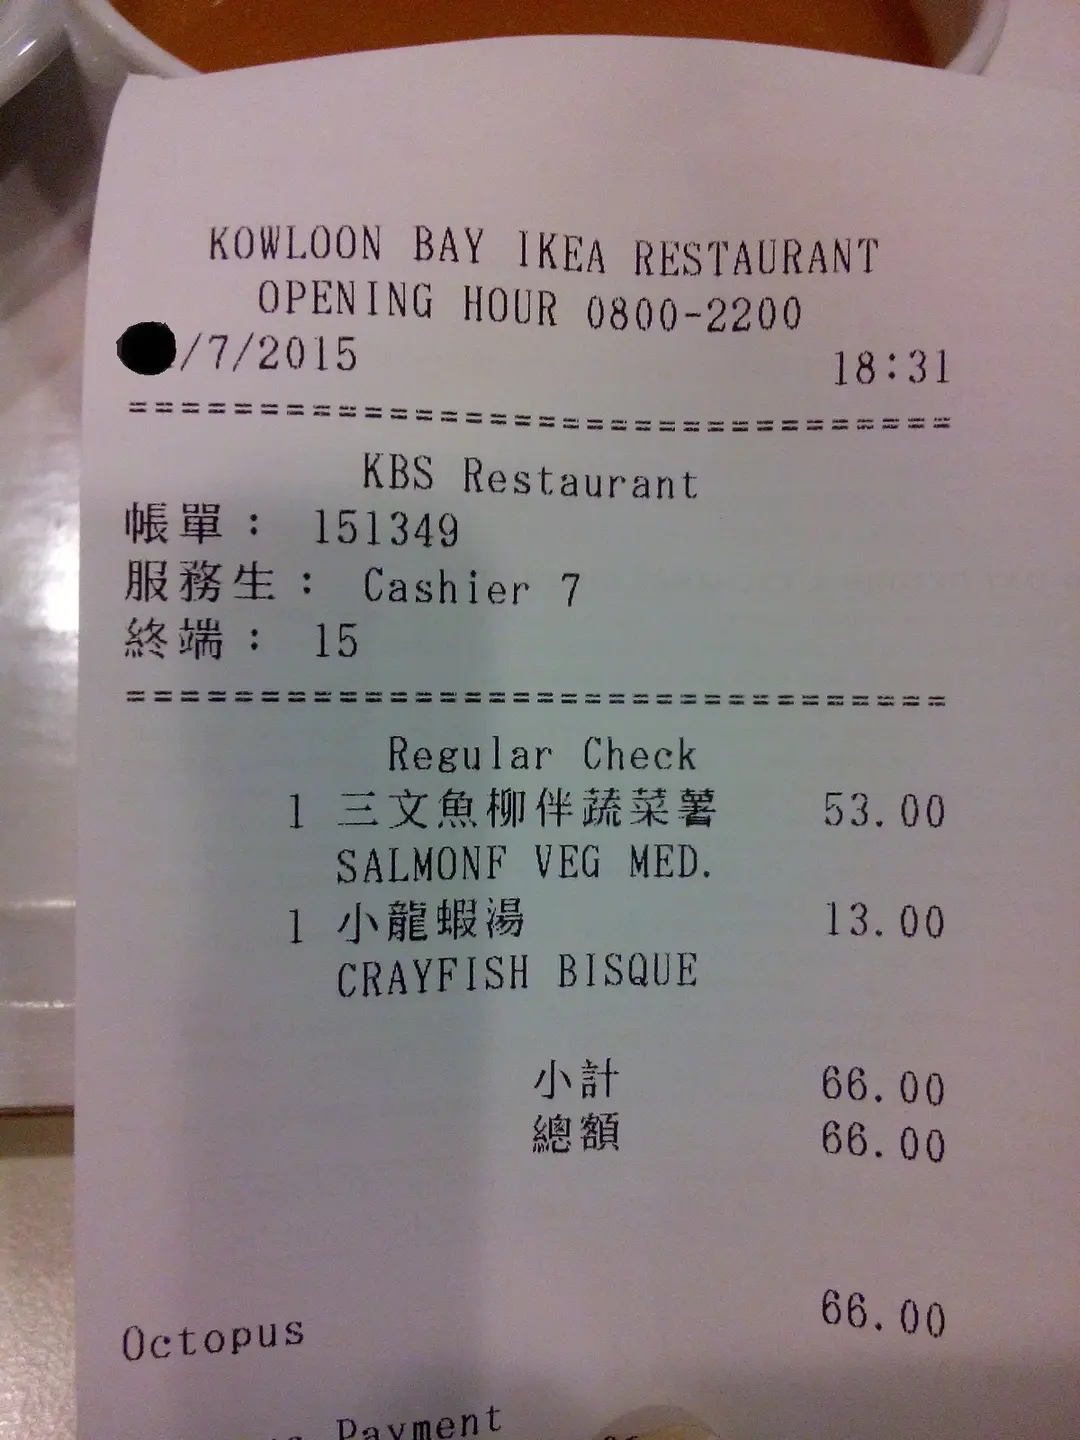 KOWLOON BAY IKEA RESTAURANT
OPENING HOUR 0800-2200
/7/2015 18:31
===============================
KBS Restaurant
帳單： 151349
服務生： Cashier 7
終端： 15
===============================
Regular Check
1 三文魚柳伴蔬菜薯 53.00
SALMONF VEG MED.
1 小龍蝦湯 13.00
CRAYFISH BISQUE
小計 66.00
總額 66.00
Octopus 66.00
Payment